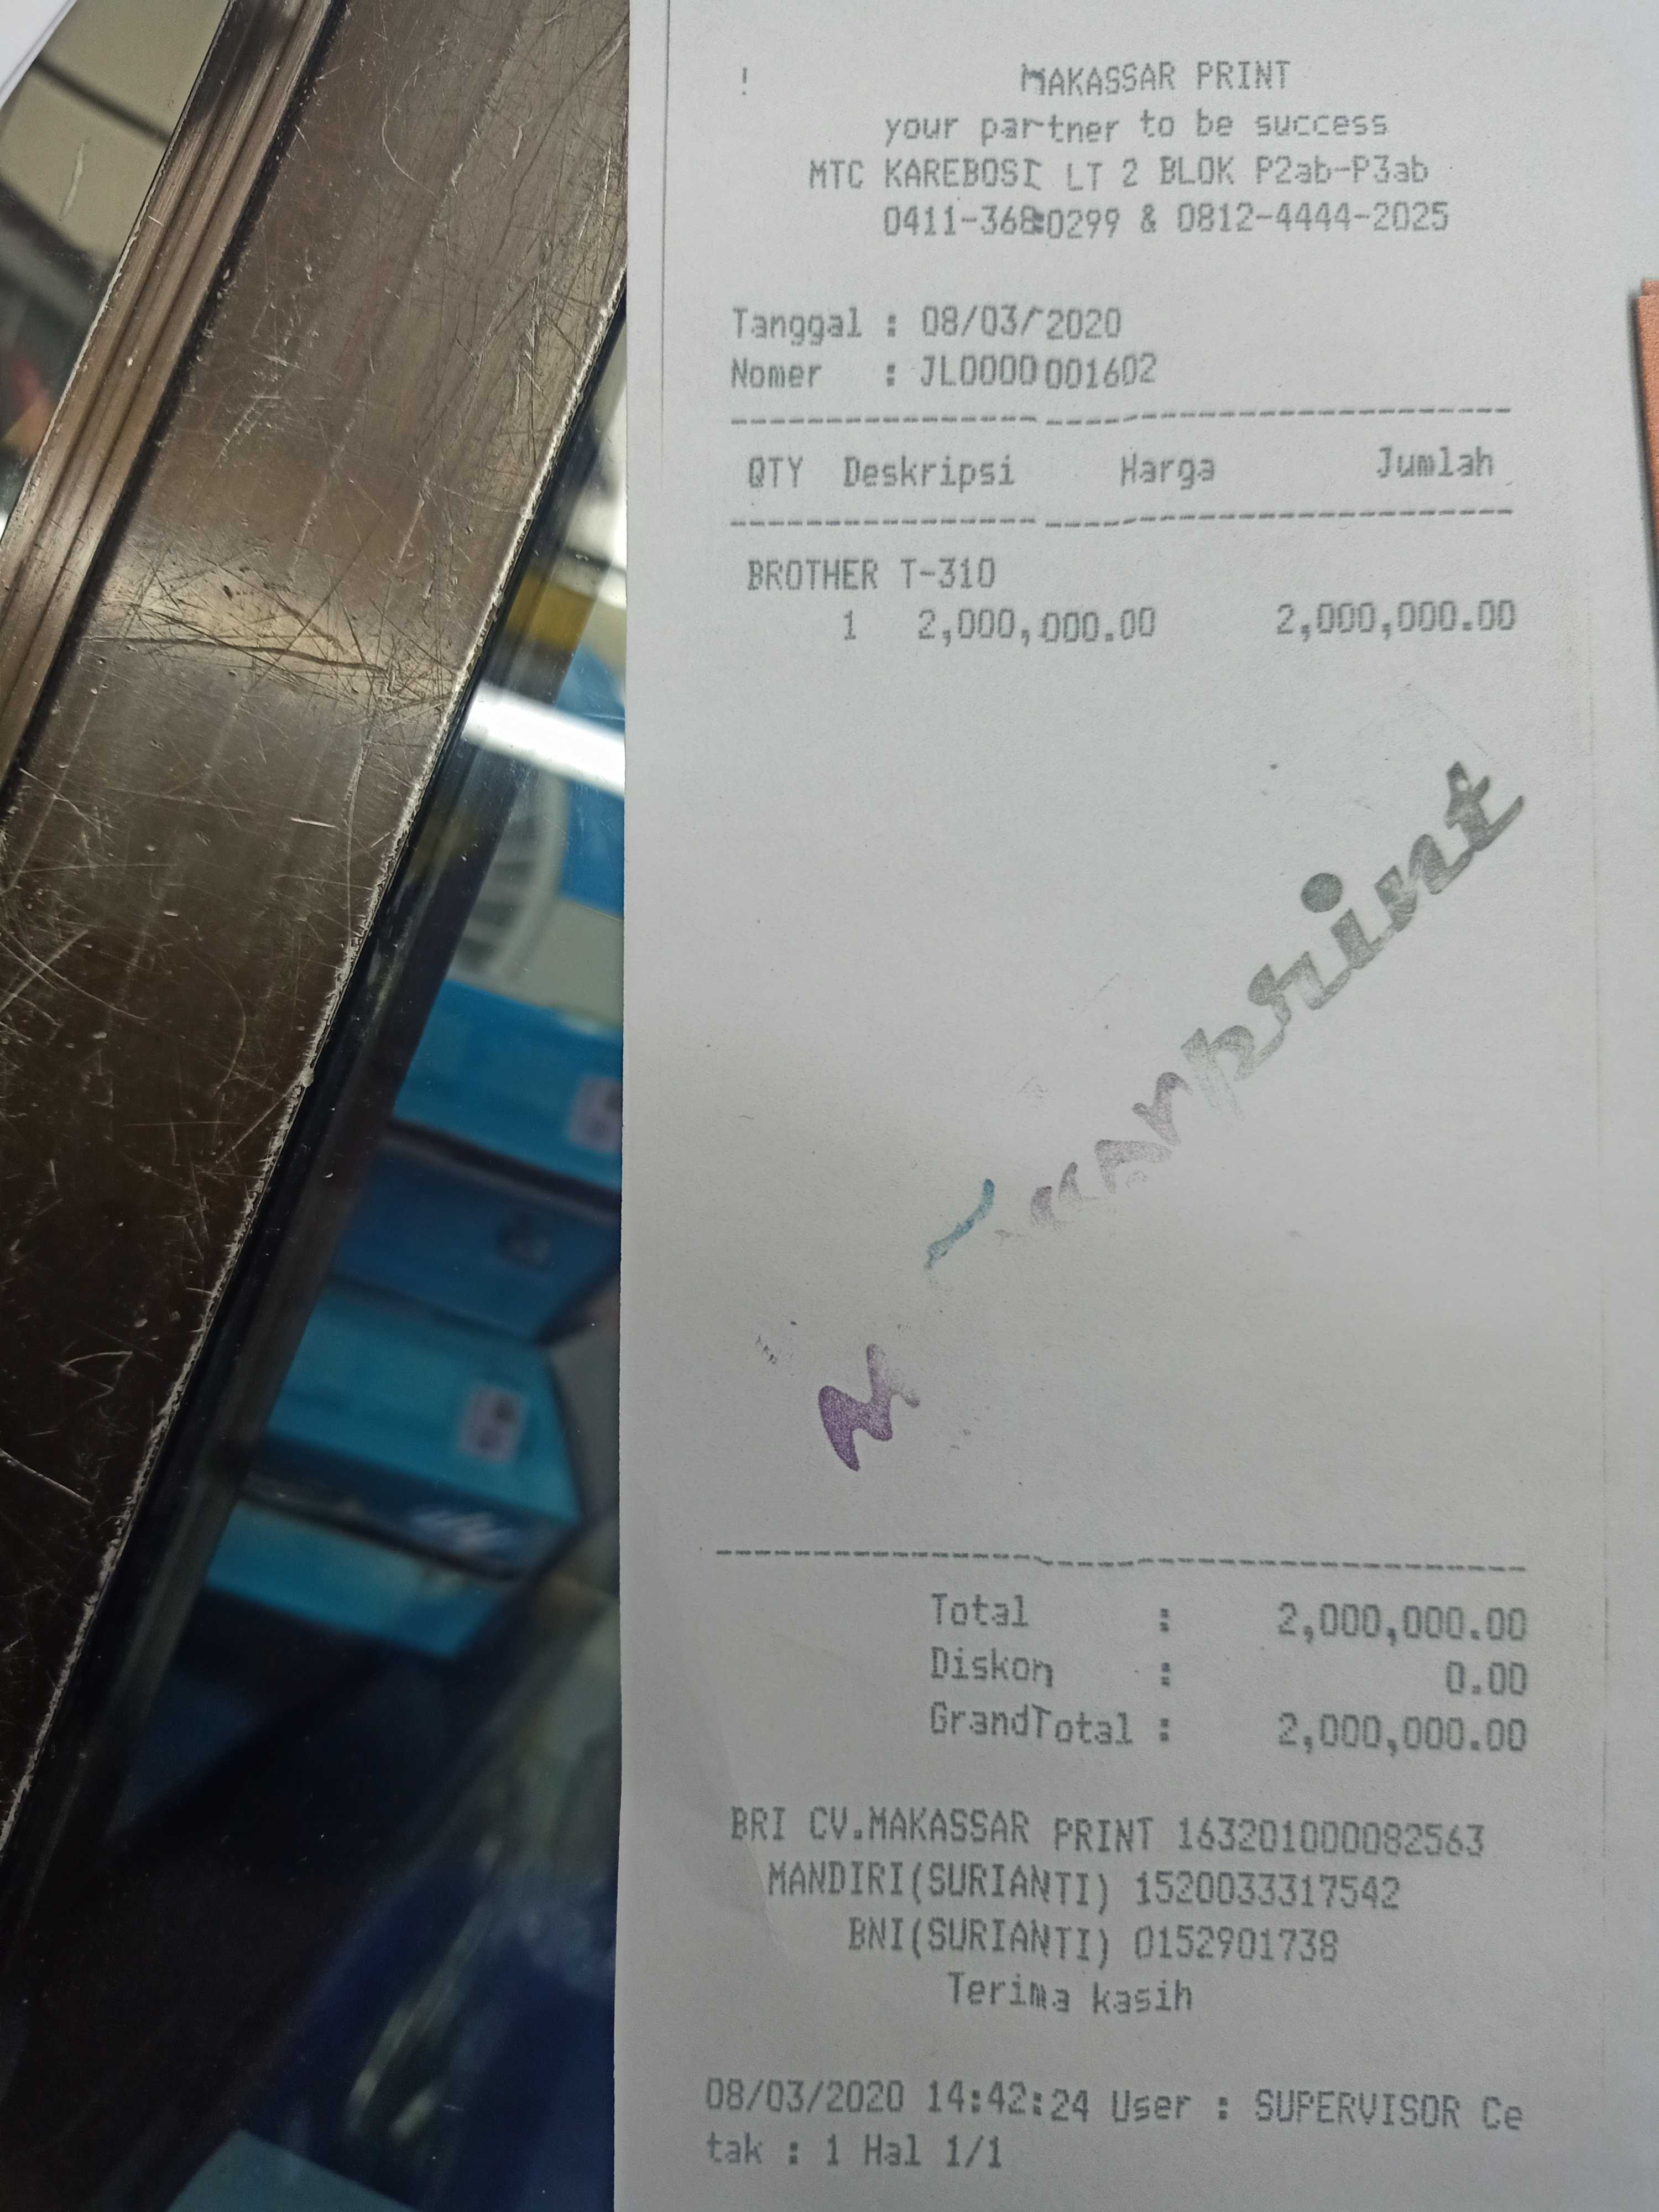 !
MAKASSAR PRINT
your partner to be success
MTC KAREBOSI LT 2 BLOK P2ab-P3ab
0411-3680299 & 0812-4444-2025
Tanggal : 08/03/2020
Nomer : JL0000001602
QTY Deskripsi Harga Jumlah
BROTHER T-310
1 2,000,000.00 2,000,000.00
Total : 2,000,000.00
Diskon : 0.00
GrandTotal : 2,000,000.00
BRI CV.MAKASSAR PRINT 163201000082563
MANDIRI(SURIANTI) 1520033317542
BNI(SURIANTI) 0152901738
Terima kasih
08/03/2020 14:42:24 User : SUPERVISOR Ce
tak : 1 Hal 1/1